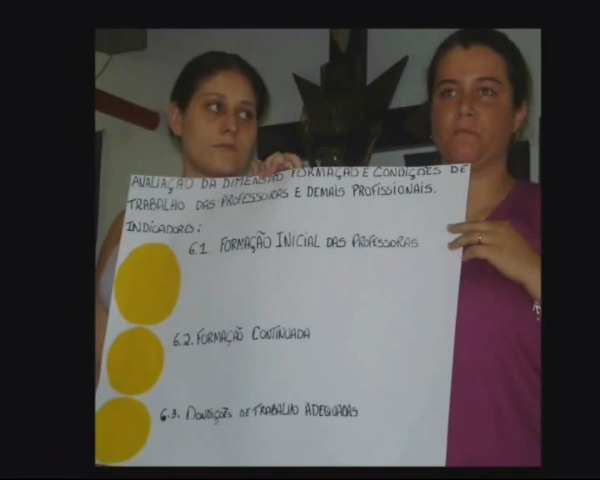 AVALIAÇÃO DA DIMENSÃO FORMAÇÃO E CONDIÇÕES DE
TRABALHO DAS PROFESSORAS E DEMAIS PROFISSIONAIS.
INDICADORES:
6.1 FORMAÇÃO INICIAL DAS PROFESSORAS
6.2. FORMAÇÃO CONTINUADA
6.3. CONDIÇÕES DE TRABALHO ADEQUADAS